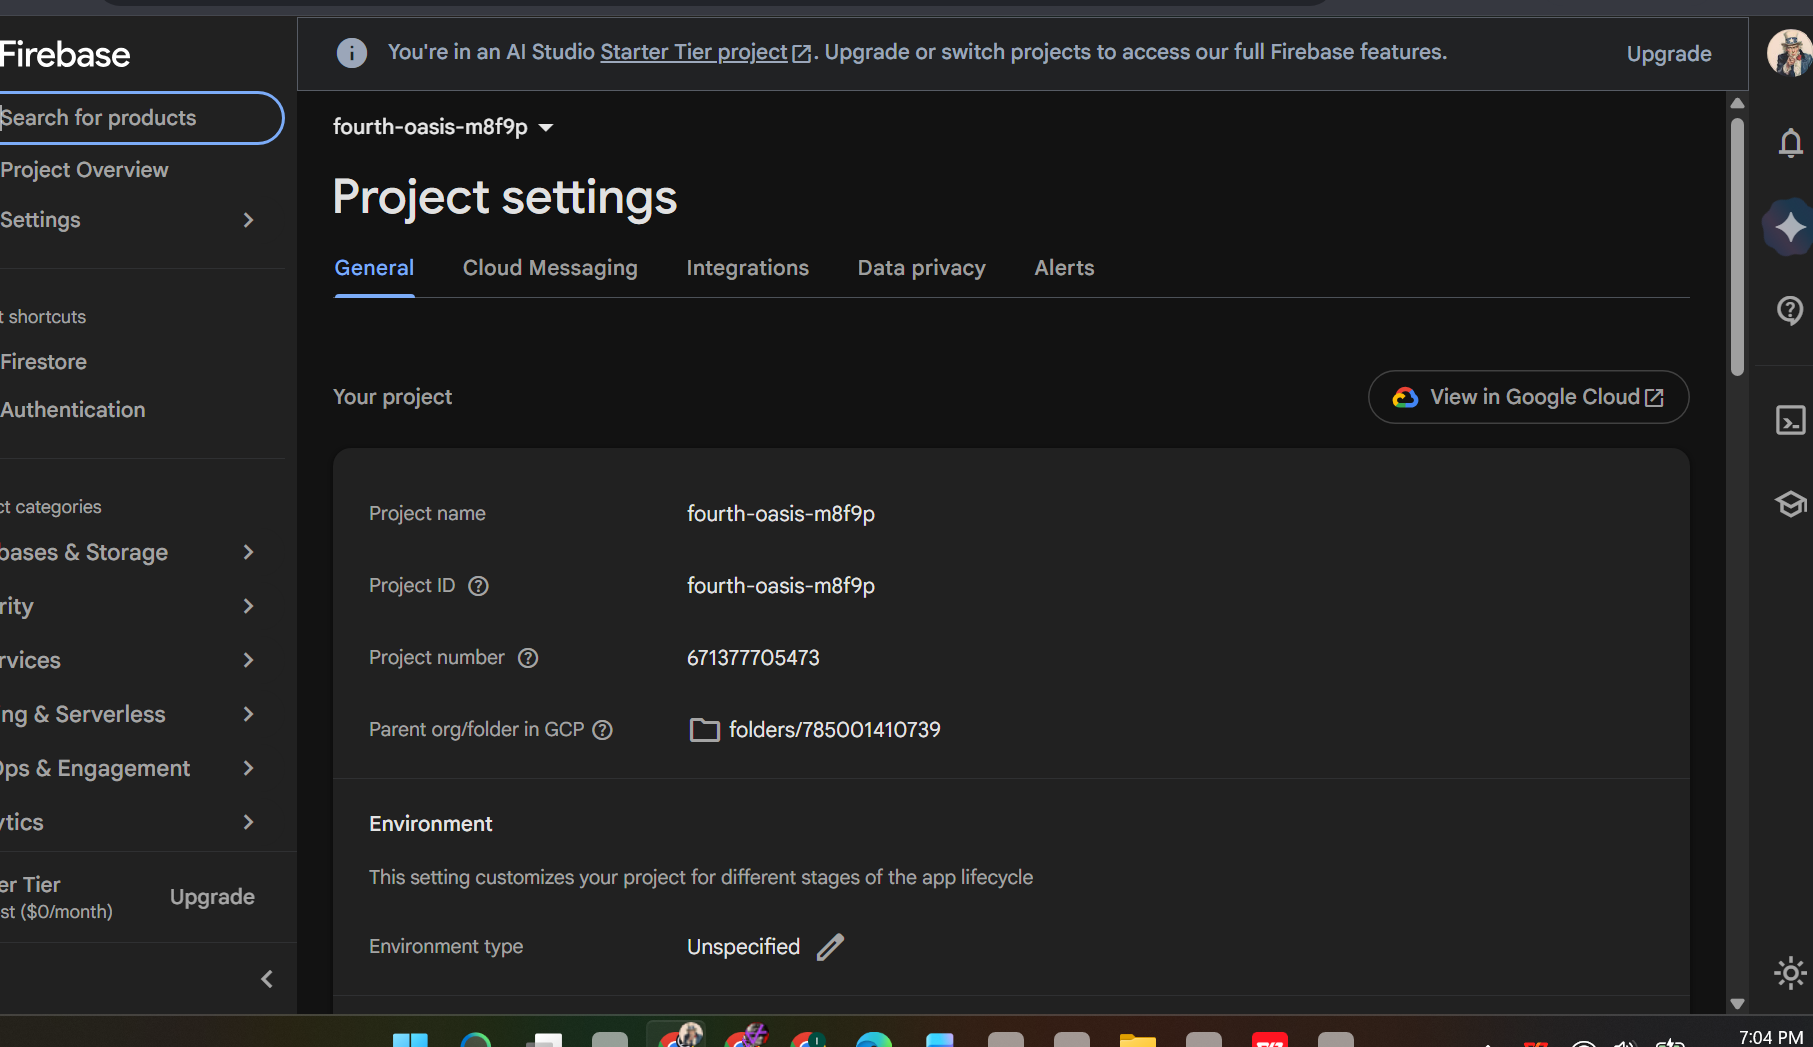 Firebase
You're in an AI Studio Starter Tier project. Upgrade or switch projects to access our full Firebase features.
Upgrade
Search for products
Project Overview
Settings
t shortcuts
Firestore
Authentication
ct categories
bases & Storage
rity
rvices
ng & Serverless
Ops & Engagement
ytics
er Tier
st ($0/month)
Upgrade
fourth-oasis-m8f9p
Project settings
General
Cloud Messaging
Integrations
Data privacy
Alerts
Your project
View in Google Cloud
Project name
fourth-oasis-m8f9p
Project ID
fourth-oasis-m8f9p
Project number
671377705473
Parent org/folder in GCP
folders/785001410739
Environment
This setting customizes your project for different stages of the app lifecycle
Environment type
Unspecified
7:04 PM